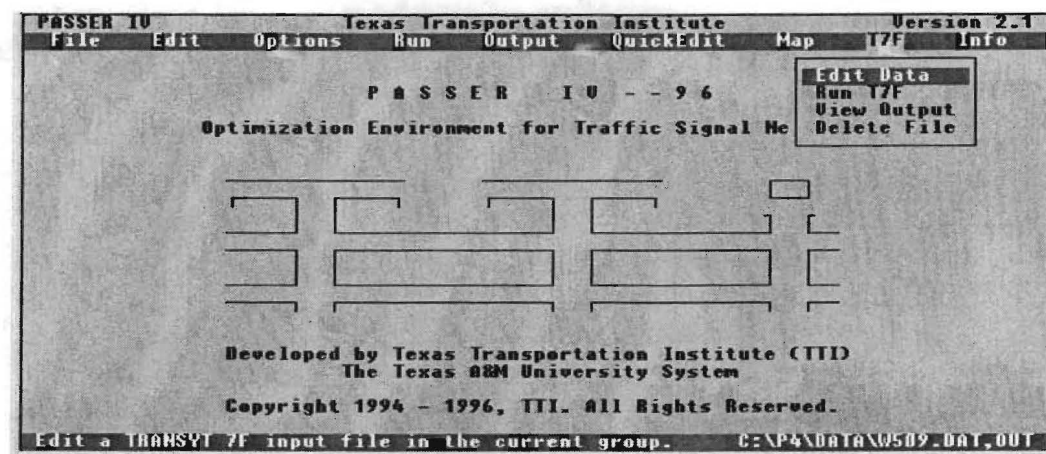 PASSER IV Texas Transportation Institute Version 2.1
File Edit Options Run Output QuickEdit Map T7F Info
Edit Data
Run T7F
View Output
Delete File
P A S S E R I V - - 9 6
Optimization Environment for Traffic Signal Ne
Developed by Texas Transportation Institute (TTI)
The Texas A&M University System
Copyright 1994 - 1996, TTI. All Rights Reserved.
Edit a TRANSYT 7F input file in the current group. C:\P4\DATA\W509.DAT,OUT